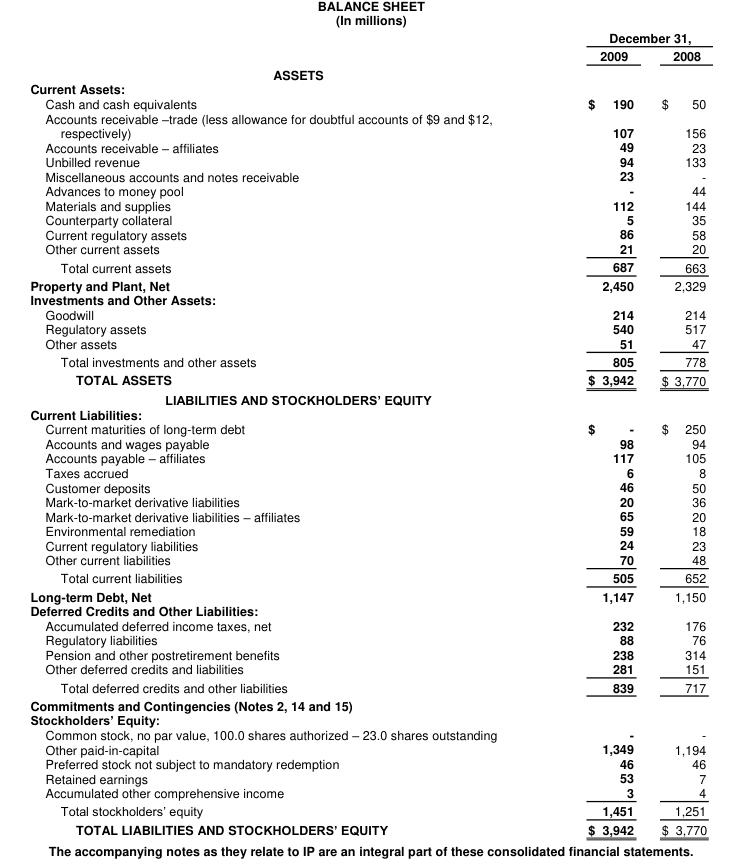 BALANCE SHEET
(In millions)
December 31,
2009 2008
ASSETS
Current Assets:
Cash and cash equivalents $ 190 $ 50
Accounts receivable –trade (less allowance for doubtful accounts of $9 and $12,
respectively) 107 156
Accounts receivable – affiliates 49 23
Unbilled revenue 94 133
Miscellaneous accounts and notes receivable 23 -
Advances to money pool - 44
Materials and supplies 112 144
Counterparty collateral 5 35
Current regulatory assets 86 58
Other current assets 21 20
Total current assets 687 663
Property and Plant, Net 2,450 2,329
Investments and Other Assets:
Goodwill 214 214
Regulatory assets 540 517
Other assets 51 47
Total investments and other assets 805 778
TOTAL ASSETS $ 3,942 $ 3,770
LIABILITIES AND STOCKHOLDERS’ EQUITY
Current Liabilities:
Current maturities of long-term debt $ - $ 250
Accounts and wages payable 98 94
Accounts payable – affiliates 117 105
Taxes accrued 6 8
Customer deposits 46 50
Mark-to-market derivative liabilities 20 36
Mark-to-market derivative liabilities – affiliates 65 20
Environmental remediation 59 18
Current regulatory liabilities 24 23
Other current liabilities 70 48
Total current liabilities 505 652
Long-term Debt, Net 1,147 1,150
Deferred Credits and Other Liabilities:
Accumulated deferred income taxes, net 232 176
Regulatory liabilities 88 76
Pension and other postretirement benefits 238 314
Other deferred credits and liabilities 281 151
Total deferred credits and other liabilities 839 717
Commitments and Contingencies (Notes 2, 14 and 15)
Stockholders’ Equity:
Common stock, no par value, 100.0 shares authorized – 23.0 shares outstanding - -
Other paid-in-capital 1,349 1,194
Preferred stock not subject to mandatory redemption 46 46
Retained earnings 53 7
Accumulated other comprehensive income 3 4
Total stockholders’ equity 1,451 1,251
TOTAL LIABILITIES AND STOCKHOLDERS’ EQUITY $ 3,942 $ 3,770
The accompanying notes as they relate to IP are an integral part of these consolidated financial statements.